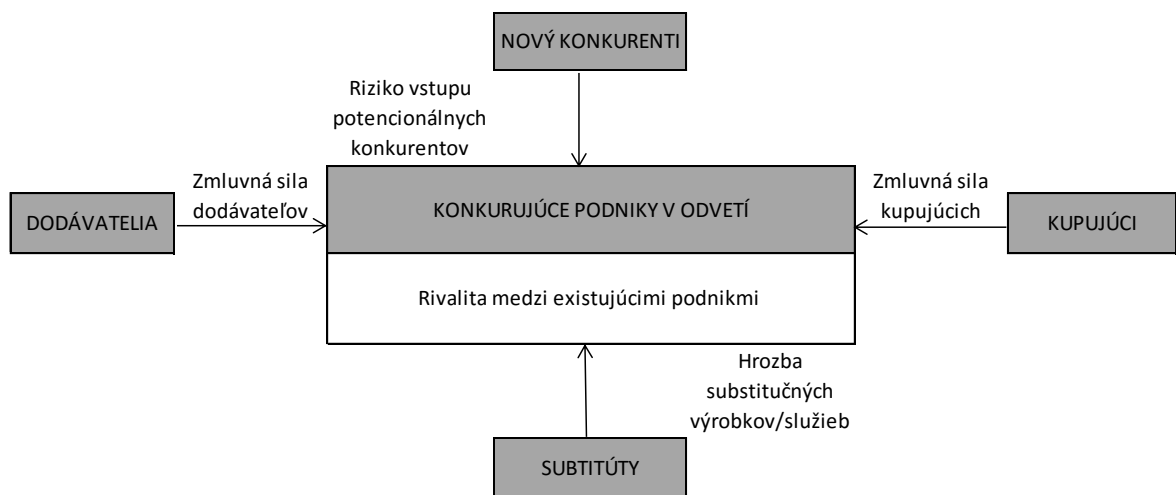 NOVÝ KONKURENTI
Riziko vstupu
potencionálnych
konkurentov
Zmluvná sila
dodávateľov
Zmluvná sila
kupujúcich
DODÁVATELIA
KONKURUJÚCE PODNIKY V ODVETÍ
KUPUJÚCI
Rivalita medzi existujúcimi podnikmi
Hrozba
substitučných
výrobkov/služieb
SUBTITÚTY